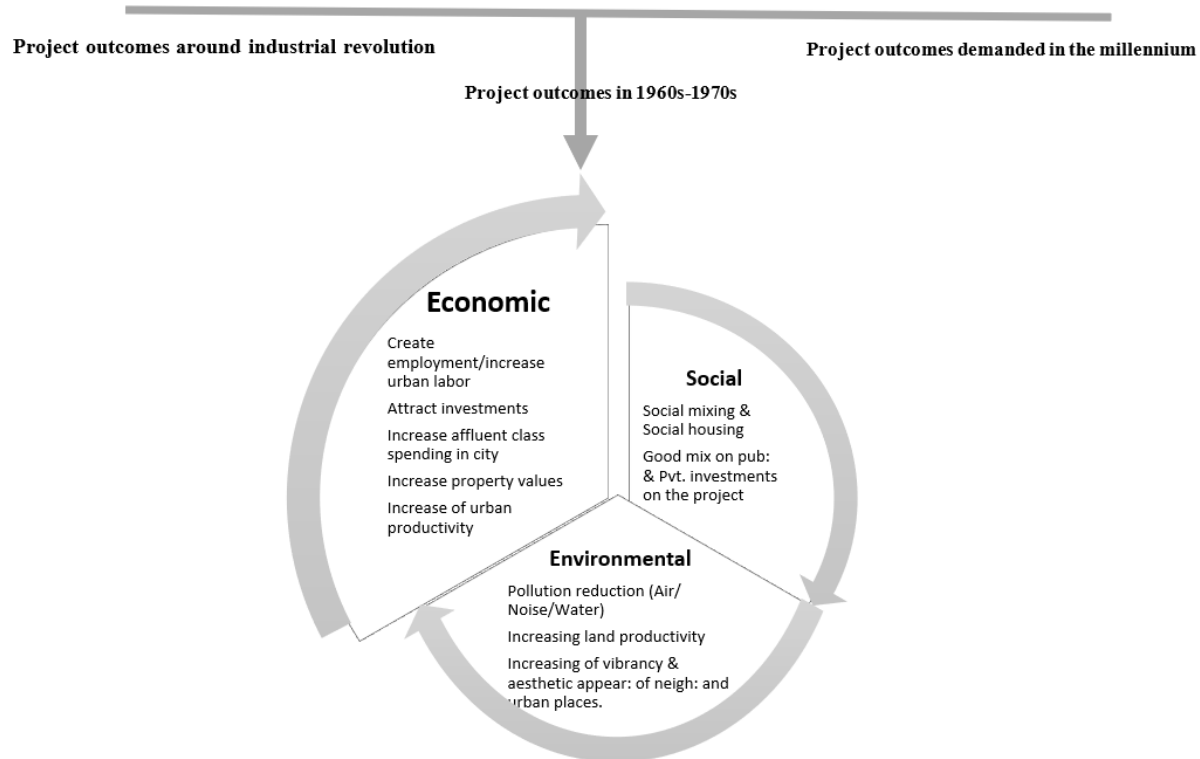 Project outcomes around industrial revolution
Project outcomes demanded in the millennium
Project outcomes in 1960s-1970s
Economic
Create
employment/increase
urban labor
Attract investments
Increase affluent class
spending in city
Increase property values
Increase of urban
productivity
Social
Social mixing &
Social housing
Good mix on pub:
& Pvt. investments
on the project
Environmental
Pollution reduction (Air/
Noise/Water)
Increasing land productivity
Increasing of vibrancy &
aesthetic appear: of neigh: and
urban places.